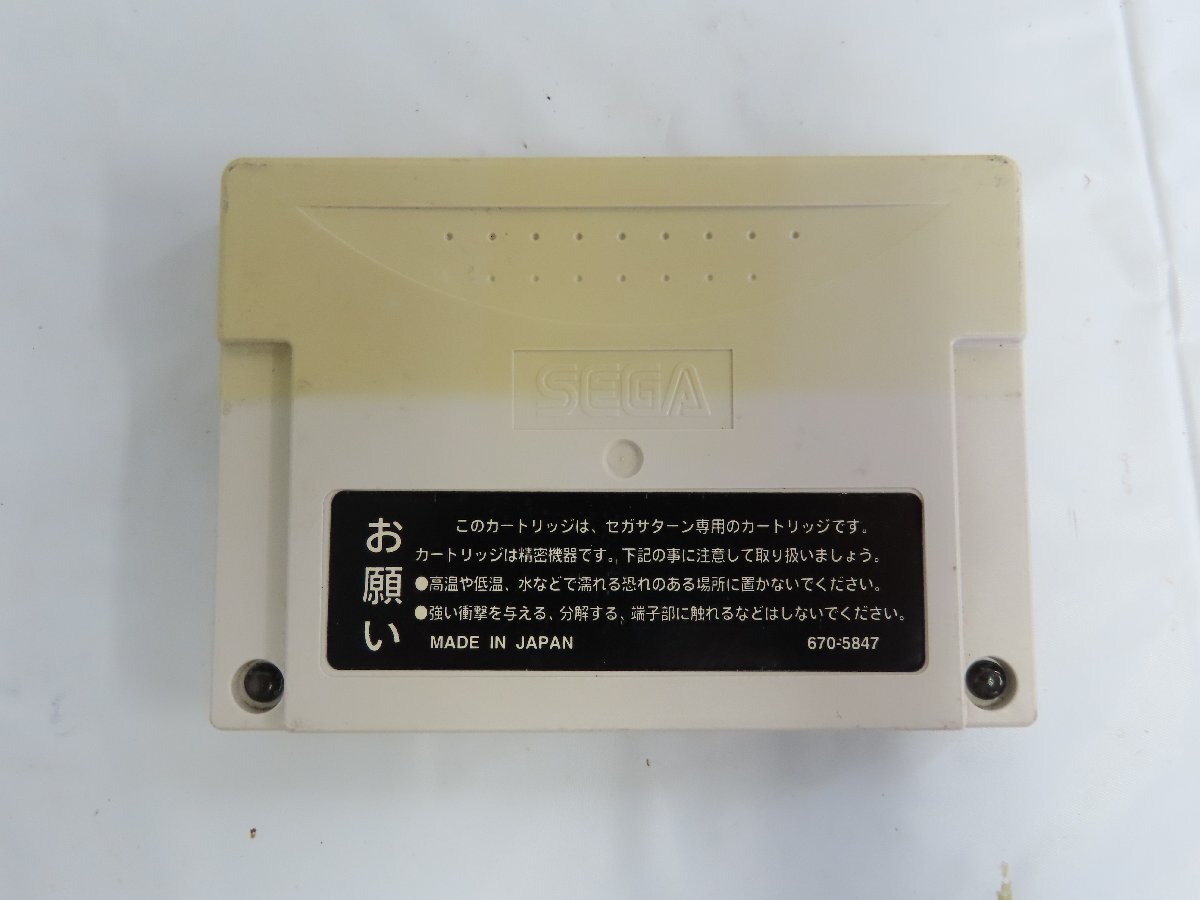 SEGA
お願い
このカートリッジは、セガサターン専用のカートリッジです。
カートリッジは精密機器です。下記の事に注意して取り扱いましょう。
●高温や低温、水などで濡れる恐れのある場所に置かないでください。
●強い衝撃を与える、分解する、端子部に触れるなどはしないでください。
MADE IN JAPAN 670-5847